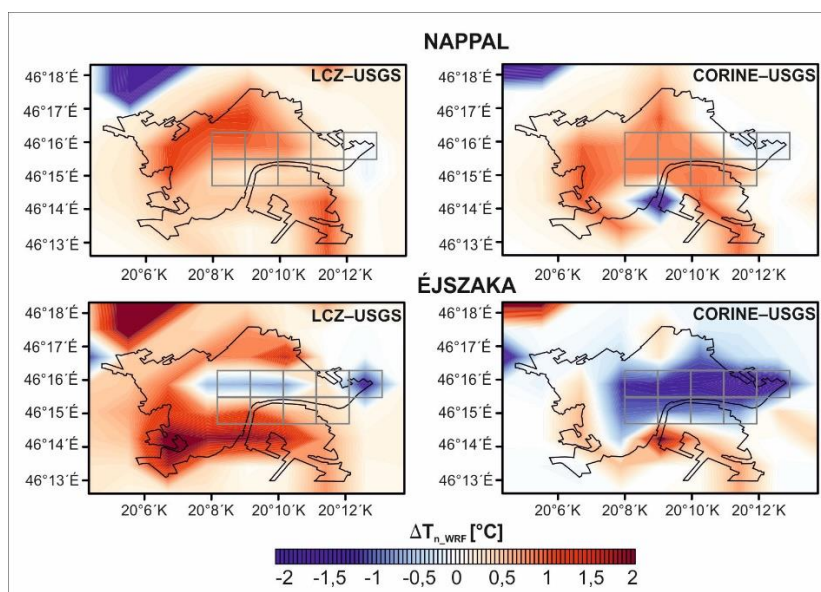 NAPPAL
LCZ–USGS
46°18´É
46°17´É
46°16´É
46°15´É
46°14´É
46°13´É
20°6´K 20°8´K 20°10´K 20°12´K
CORINE–USGS
46°18´É
46°17´É
46°16´É
46°15´É
46°14´É
46°13´É
20°6´K 20°8´K 20°10´K 20°12´K
ÉJSZAKA
LCZ–USGS
46°18´É
46°17´É
46°16´É
46°15´É
46°14´É
46°13´É
20°6´K 20°8´K 20°10´K 20°12´K
CORINE–USGS
46°18´É
46°17´É
46°16´É
46°15´É
46°14´É
46°13´É
20°6´K 20°8´K 20°10´K 20°12´K
ΔTn_WRF [°C]
-2 -1,5 -1 -0,5 0 0,5 1 1,5 2